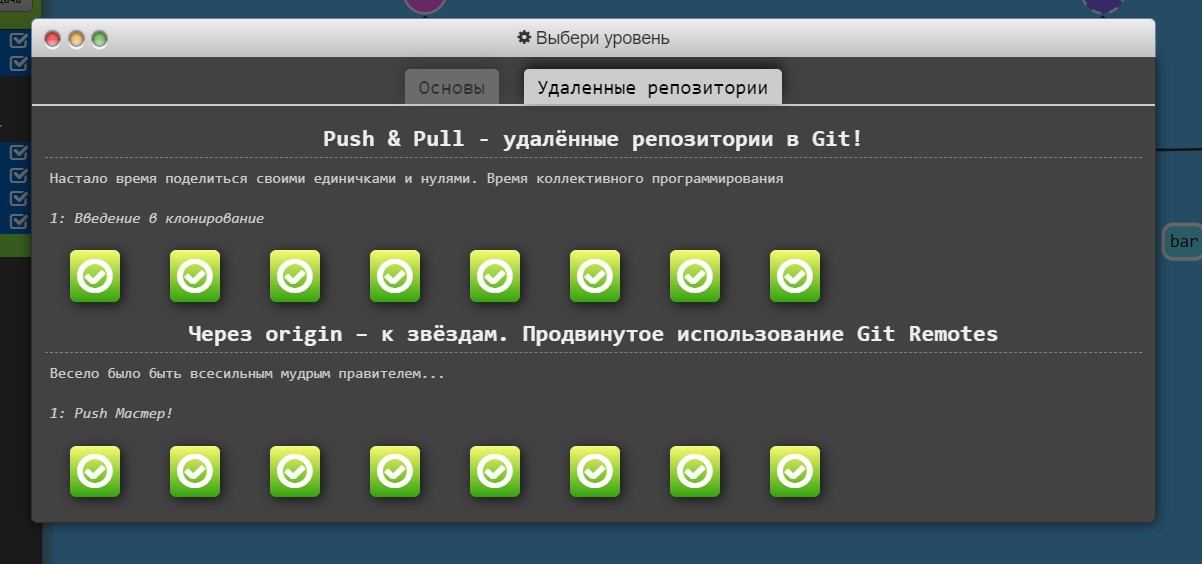 Выбери уровень
Основы
Удаленные репозитории
Push & Pull - удалённые репозитории в Git!
Настало время поделиться своими единичками и нулями. Время коллективного программирования
1: Введение в клонирование
Через origin – к звёздам. Продвинутое использование Git Remotes
Весело было быть всесильным мудрым правителем...
1: Push Мастер!
bar